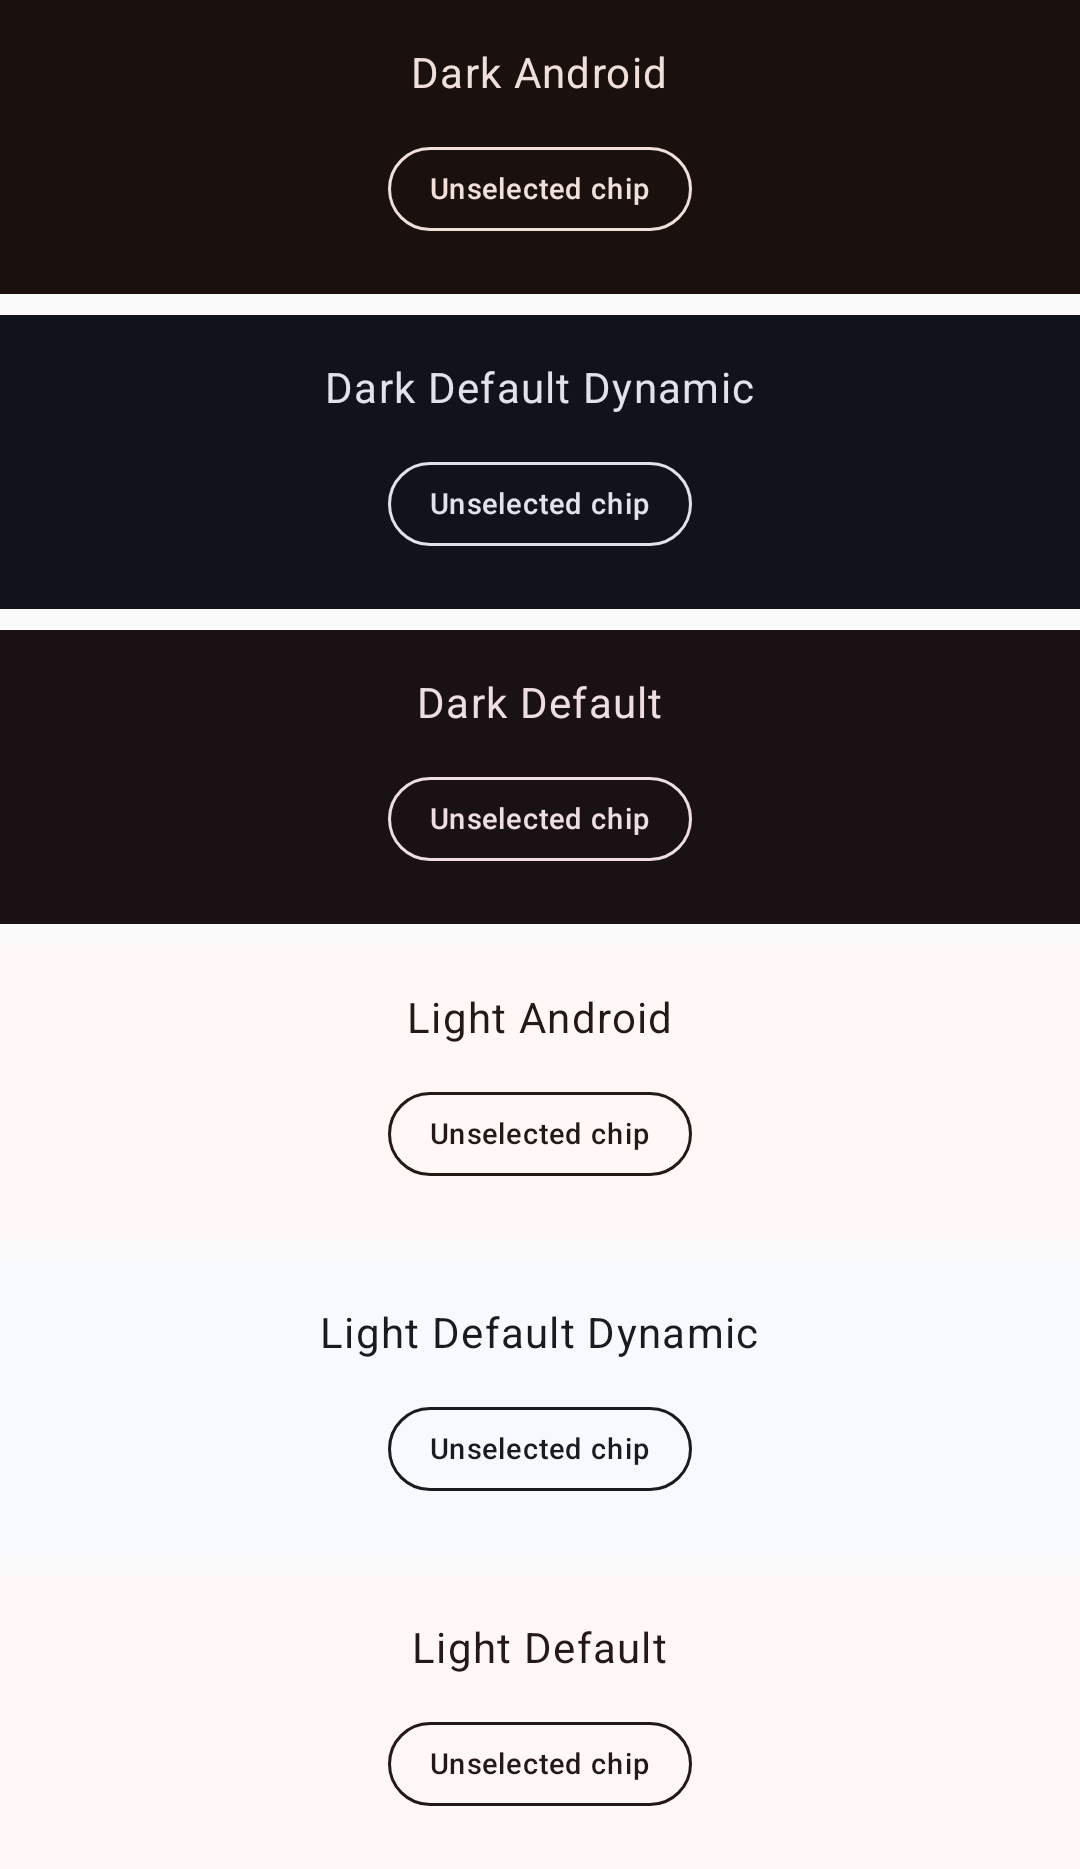 Dark Android
Unselected chip
Dark Default Dynamic
Unselected chip
Dark Default
Unselected chip
Light Android
Unselected chip
Light Default Dynamic
Unselected chip
Light Default
Unselected chip